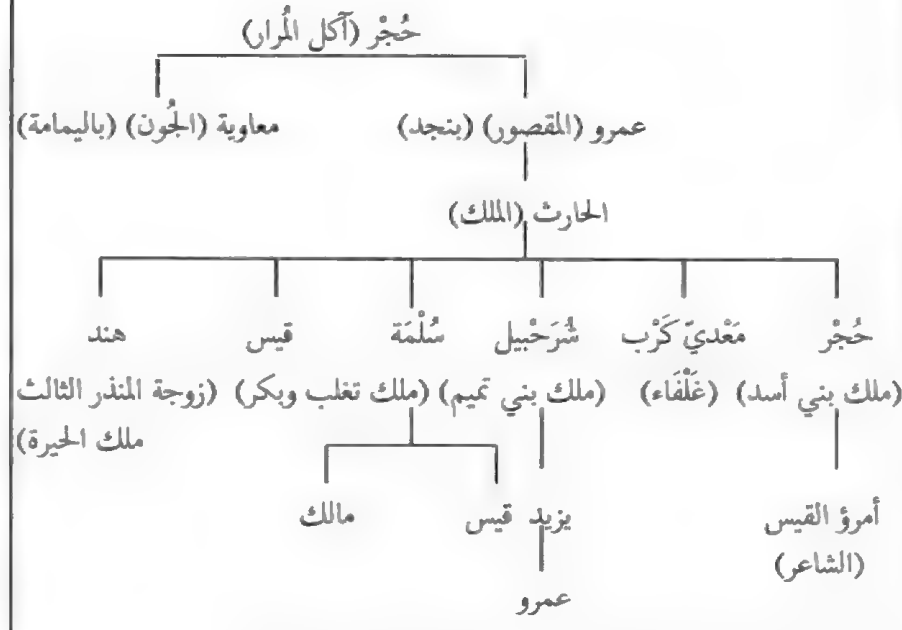 حُجْر (آكل المُرار)
عمرو (المقصور) (بنجد) معاوية (الجُون) (باليمامة)
الحارث (الملك)
حُجْر مَعْديّ كَرْب شُرَحْبيل سُلْمَة قيس هند
(ملك بني أسد) (غَلْفَاء) (ملك بني تميم) (ملك تغلب وبكر) (زوجة المنذر الثالث
ملك الحيرة)
أمرؤ القيس يزيد قيس مالك
(الشاعر)
عمرو